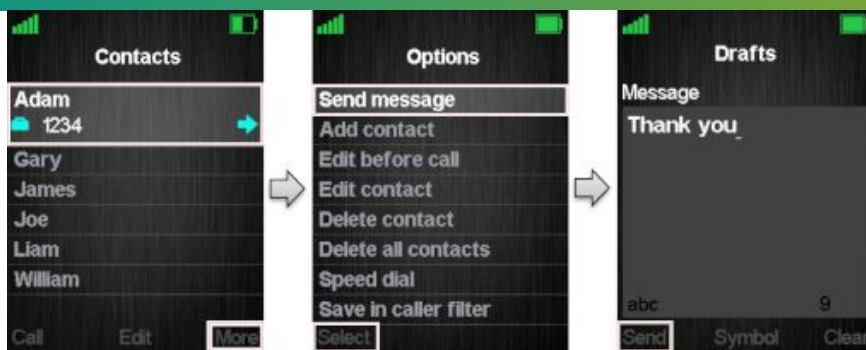 Contacts
Adam
1234
Gary
James
Joe
Liam
William
Call Edit More
Options
Send message
Add contact
Edit before call
Edit contact
Delete contact
Delete all contacts
Speed dial
Save in caller filter
Select
Drafts
Message
Thank you_
abc 9
Send Symbol Clear